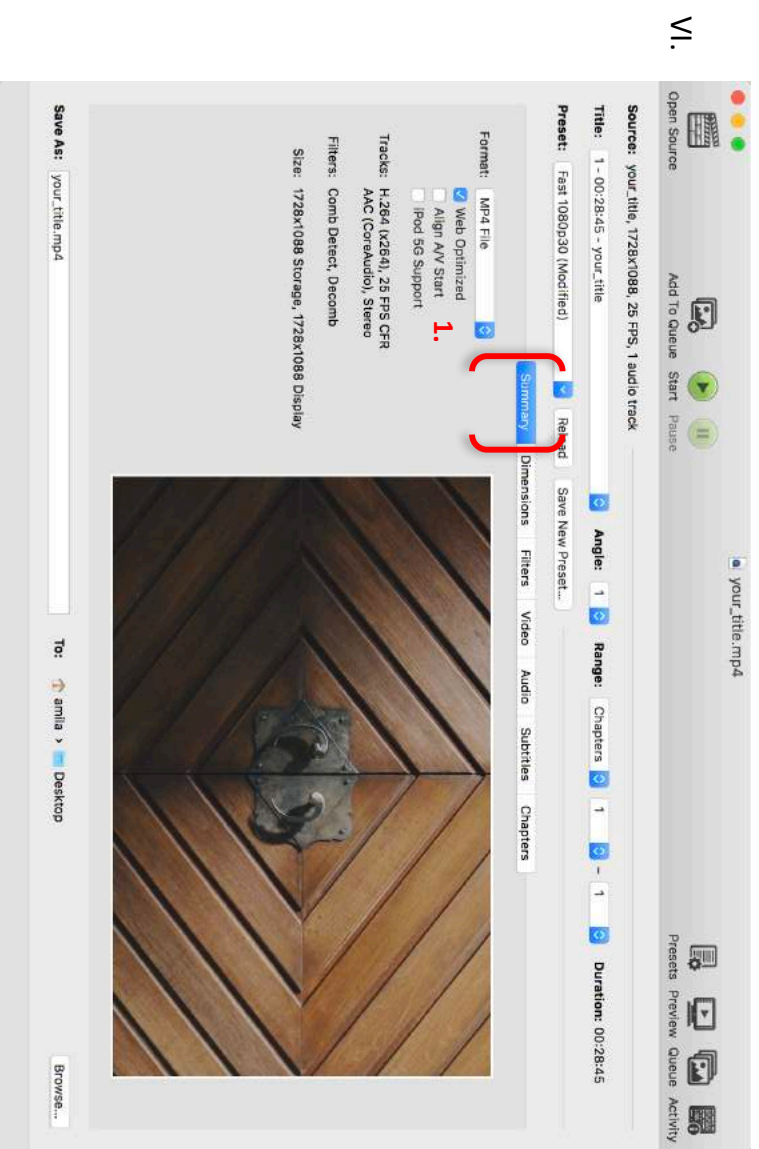 VI.
your_title.mp4
Open Source Add To Queue Start Pause Presets Preview Queue Activity
Source: your_title, 1728x1088, 25 FPS, 1 audio track
Title: 1 - 00:28:45 - your_title Angle: 1 Range: Chapters 1 - 1 Duration: 00:28:45
Preset: Fast 1080p30 (Modified) Reload Save New Preset...
Summary Dimensions Filters Video Audio Subtitles Chapters
Format: MP4 File
Web Optimized
Align A/V Start
1.
iPod 5G Support
Tracks: H.264 (x264), 25 FPS CFR
AAC (CoreAudio), Stereo
Filters: Comb Detect, Decomb
Size: 1728x1088 Storage, 1728x1088 Display
Save As: your_title.mp4 To: amila › Desktop Browse...